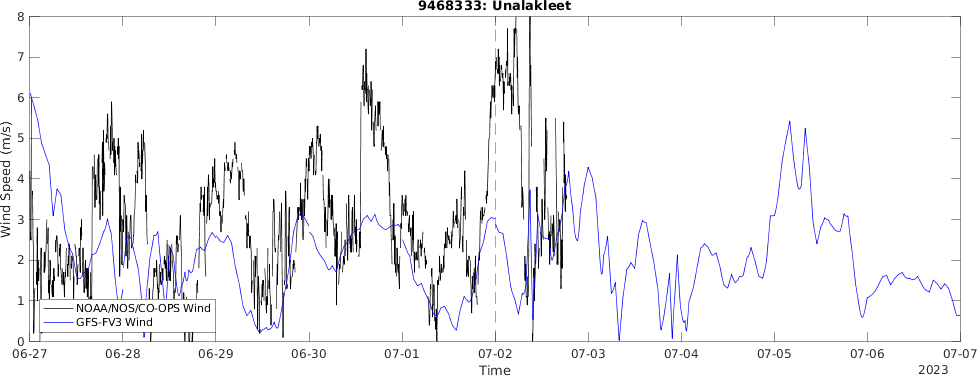 9468333: Unalakleet
8
7
6
5
4
3
2
1
0
Wind Speed (m/s)
NOAA/NOS/CO-OPS Wind
GFS-FV3 Wind
06-27 06-28 06-29 06-30 07-01 07-02 07-03 07-04 07-05 07-06 07-07
Time
2023